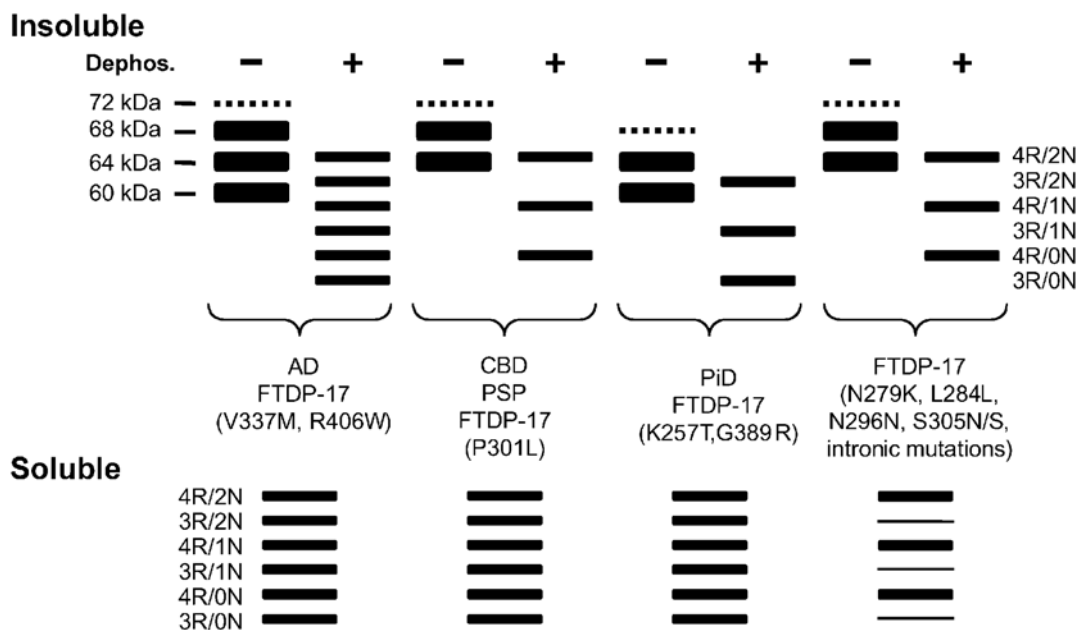 Insoluble
Dephos. − + − + − + − +
72 kDa
68 kDa
64 kDa
60 kDa
4R/2N
3R/2N
4R/1N
3R/1N
4R/0N
3R/0N
AD
FTDP-17
(V337M, R406W)
CBD
PSP
FTDP-17
(P301L)
PiD
FTDP-17
(K257T,G389R)
FTDP-17
(N279K, L284L,
N296N, S305N/S,
intronic mutations)
Soluble
4R/2N
3R/2N
4R/1N
3R/1N
4R/0N
3R/0N